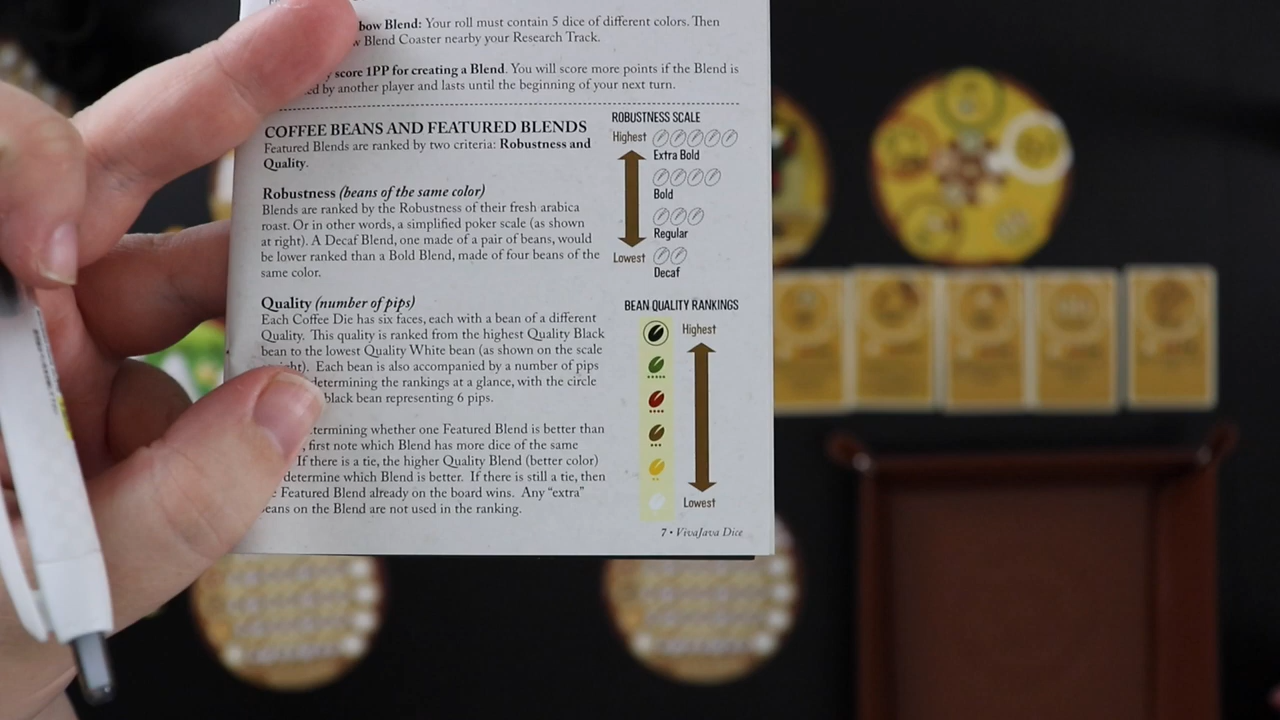 bow Blend: Your roll must contain 5 dice of different colors. Then
w Blend Coaster nearby your Research Track.
y score 1PP for creating a Blend. You will score more points if the Blend is
ed by another player and lasts until the beginning of your next turn.
COFFEE BEANS AND FEATURED BLENDS
Featured Blends are ranked by two criteria: Robustness and
Quality.
Robustness (beans of the same color)
Blends are ranked by the Robustness of their fresh arabica
roast. Or in other words, a simplified poker scale (as shown
at right). A Decaf Blend, one made of a pair of beans, would
be lower ranked than a Bold Blend, made of four beans of the
same color.
Quality (number of pips)
Each Coffee Die has six faces, each with a bean of a different
Quality. This quality is ranked from the highest Quality Black
bean to the lowest Quality White bean (as shown on the scale
ght). Each bean is also accompanied by a number of pips
determining the rankings at a glance, with the circle
black bean representing 6 pips.
termining whether one Featured Blend is better than
, first note which Blend has more dice of the same
If there is a tie, the higher Quality Blend (better color)
determine which Blend is better. If there is still a tie, then
e Featured Blend already on the board wins. Any "extra"
eans on the Blend are not used in the ranking.
ROBUSTNESS SCALE
Highest
Extra Bold
Bold
Regular
Lowest
Decaf
BEAN QUALITY RANKINGS
Highest
Lowest
7 • VivaJava Dice